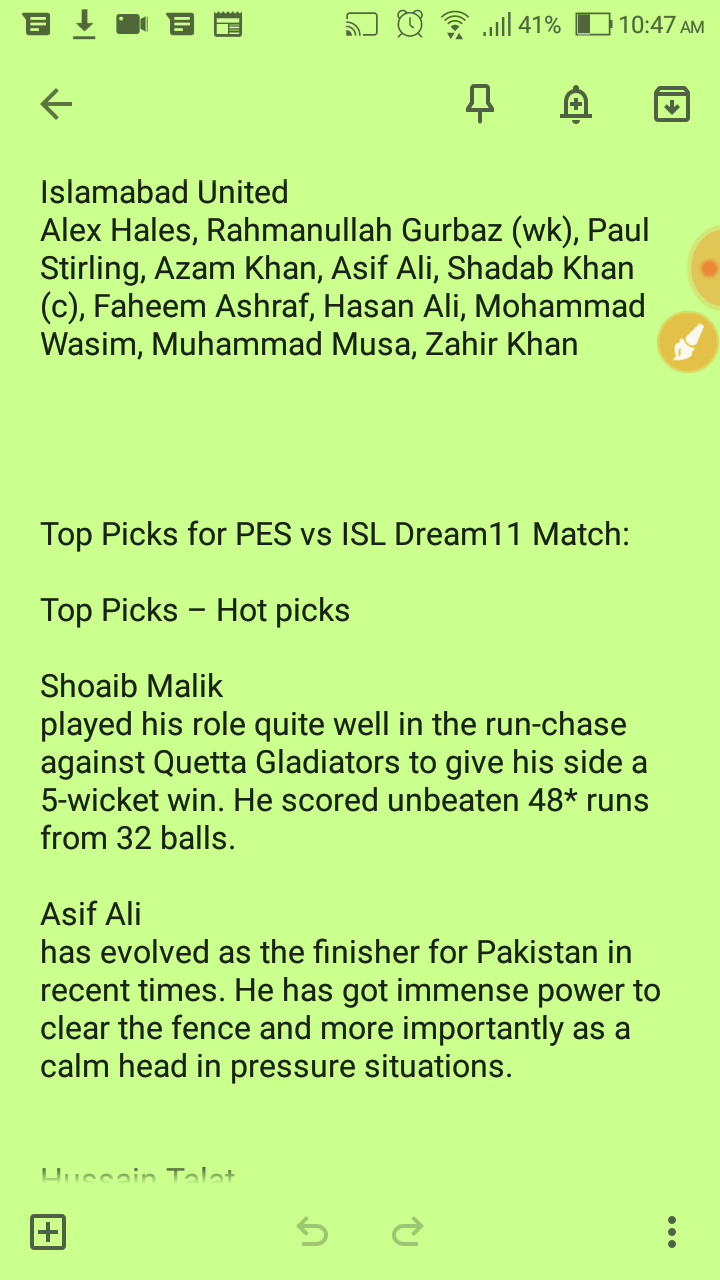 41% 10:47 AM
Islamabad United
Alex Hales, Rahmanullah Gurbaz (wk), Paul
Stirling, Azam Khan, Asif Ali, Shadab Khan
(c), Faheem Ashraf, Hasan Ali, Mohammad
Wasim, Muhammad Musa, Zahir Khan
Top Picks for PES vs ISL Dream11 Match:
Top Picks – Hot picks
Shoaib Malik
played his role quite well in the run-chase
against Quetta Gladiators to give his side a
5-wicket win. He scored unbeaten 48* runs
from 32 balls.
Asif Ali
has evolved as the finisher for Pakistan in
recent times. He has got immense power to
clear the fence and more importantly as a
calm head in pressure situations.
Hussain Talat